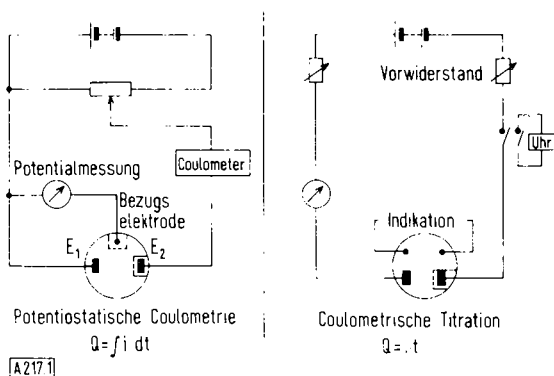 Potentialmessung
Coulometer
Bezugs
elektrode
E₁
E₂
Potentiostatische Coulometrie
Q=∫i dt
Vorwiderstand
Uhr
Indikation
Coulometrische Titration
Q=.t
A 217.1